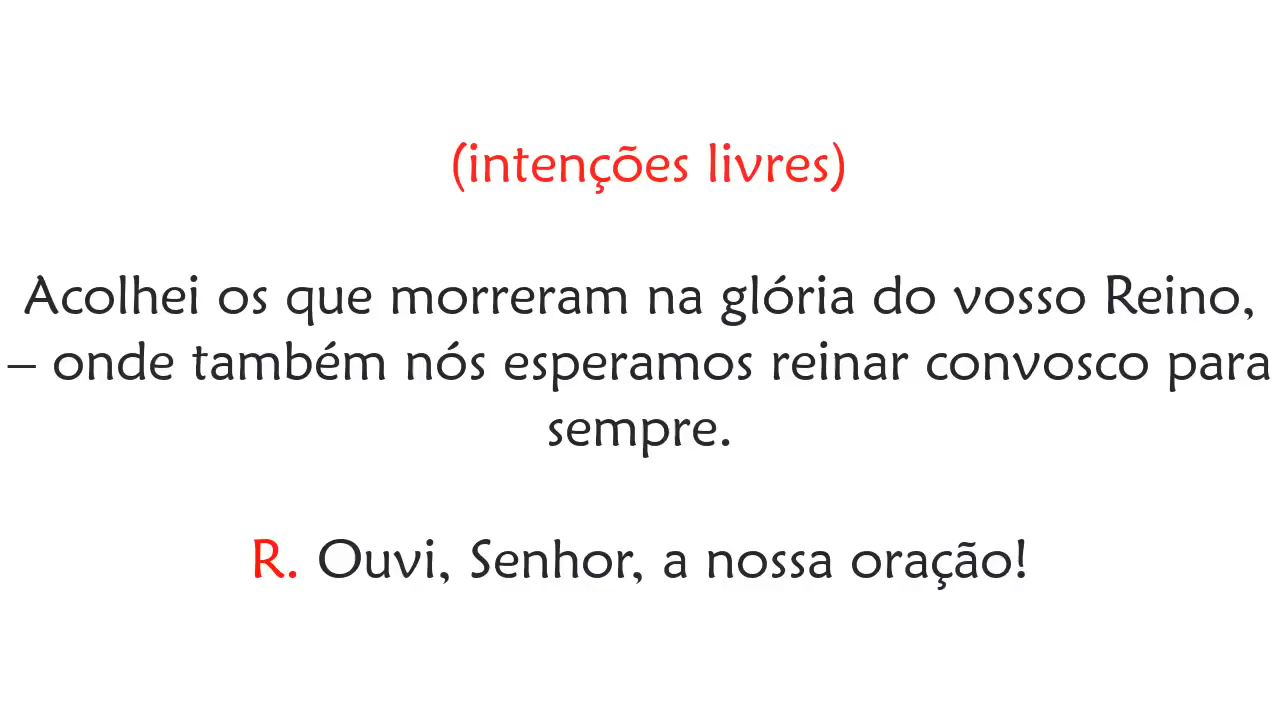 (intenções livres)
Acolhei os que morreram na glória do vosso Reino,
– onde também nós esperamos reinar convosco para
sempre.
R. Ouvi, Senhor, a nossa oração!